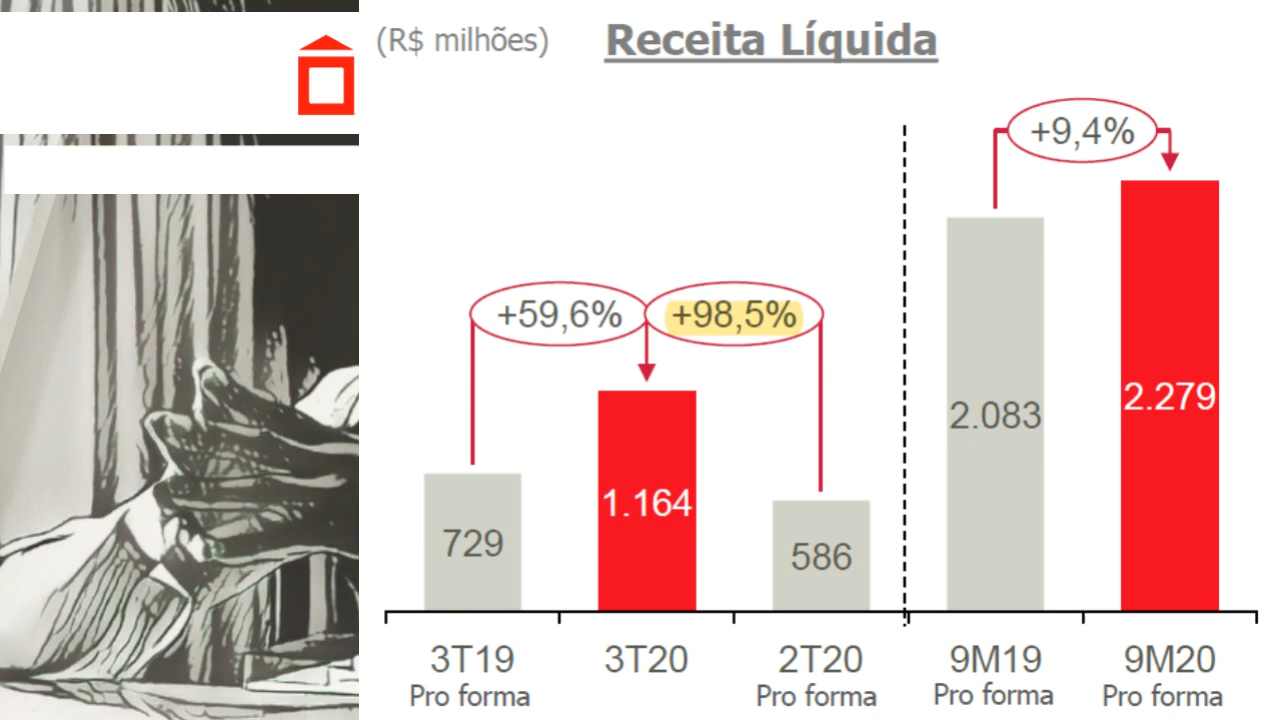 (R$ milhões)
Receita Líquida
+9,4%
+59,6%
+98,5%
2.083
2.279
729
1.164
586
3T19
3T20
2T20
9M19
9M20
Pro forma
Pro forma
Pro forma
Pro forma